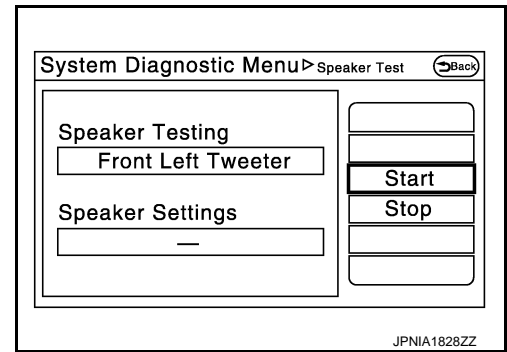 System Diagnostic Menu▷Speaker Test
Back
Speaker Testing
Front Left Tweeter
Speaker Settings
—
Start
Stop
JPNIA1828ZZ